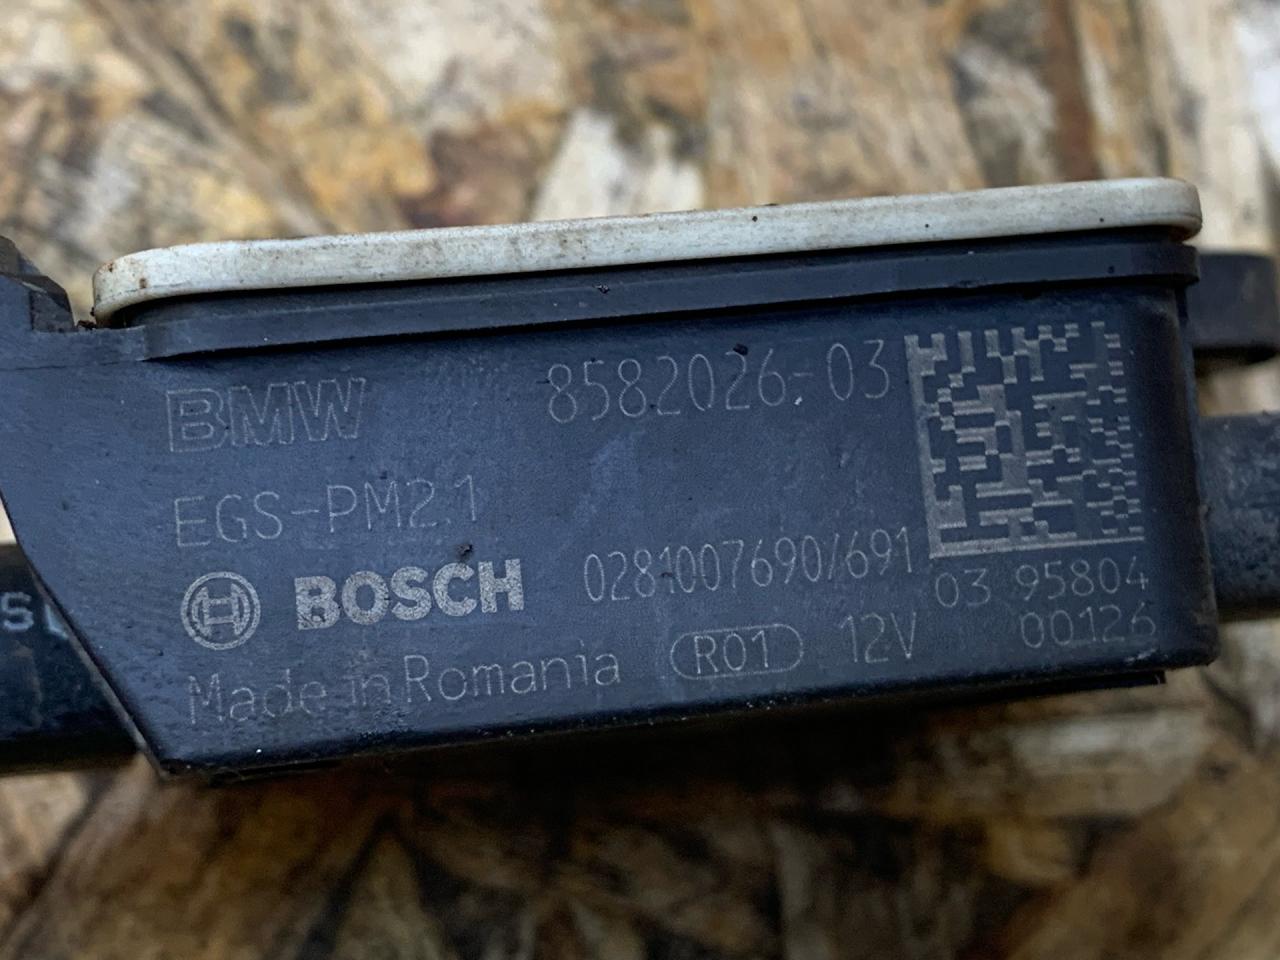 BMW 8582026-03
EGS-PM2.1
BOSCH 0281007690/691
03 95804
Made in Romania R01 12V 00126